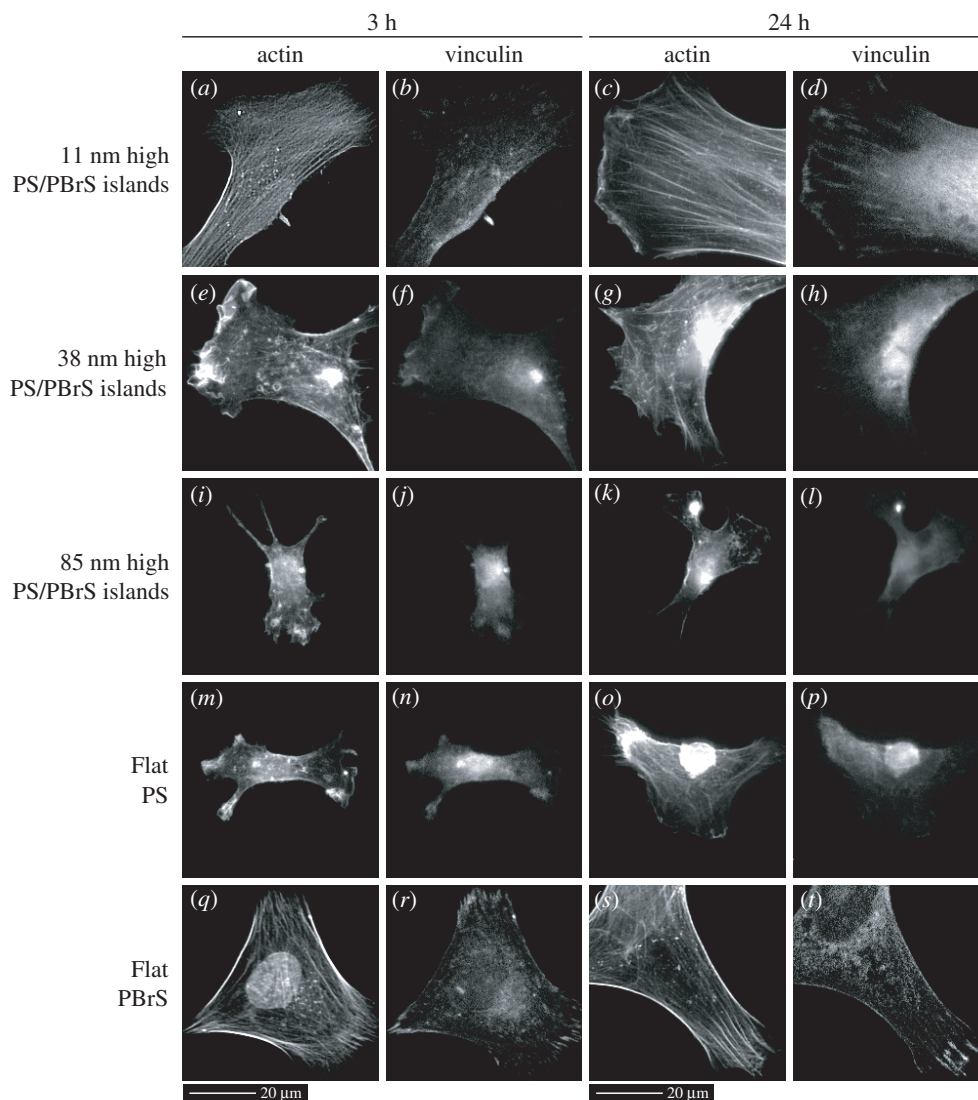 3 h 24 h
actin vinculin actin vinculin
(a) (b) (c) (d)
11 nm high
PS/PBrS islands
(e) (f) (g) (h)
38 nm high
PS/PBrS islands
(i) (j) (k) (l)
85 nm high
PS/PBrS islands
(m) (n) (o) (p)
Flat
PS
(q) (r) (s) (t)
Flat
PBrS
20 μm 20 μm